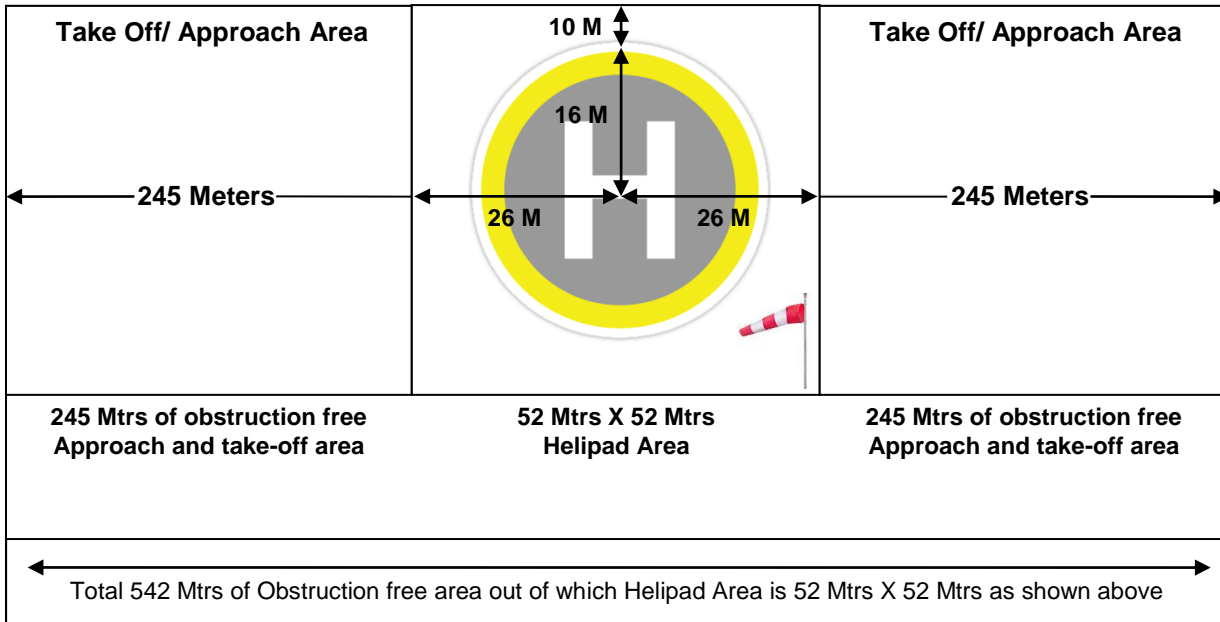 Take Off/ Approach Area
10 M
Take Off/ Approach Area
16 M
H
245 Meters
26 M
26 M
245 Meters
245 Mtrs of obstruction free
Approach and take-off area
52 Mtrs X 52 Mtrs
Helipad Area
245 Mtrs of obstruction free
Approach and take-off area
Total 542 Mtrs of Obstruction free area out of which Helipad Area is 52 Mtrs X 52 Mtrs as shown above